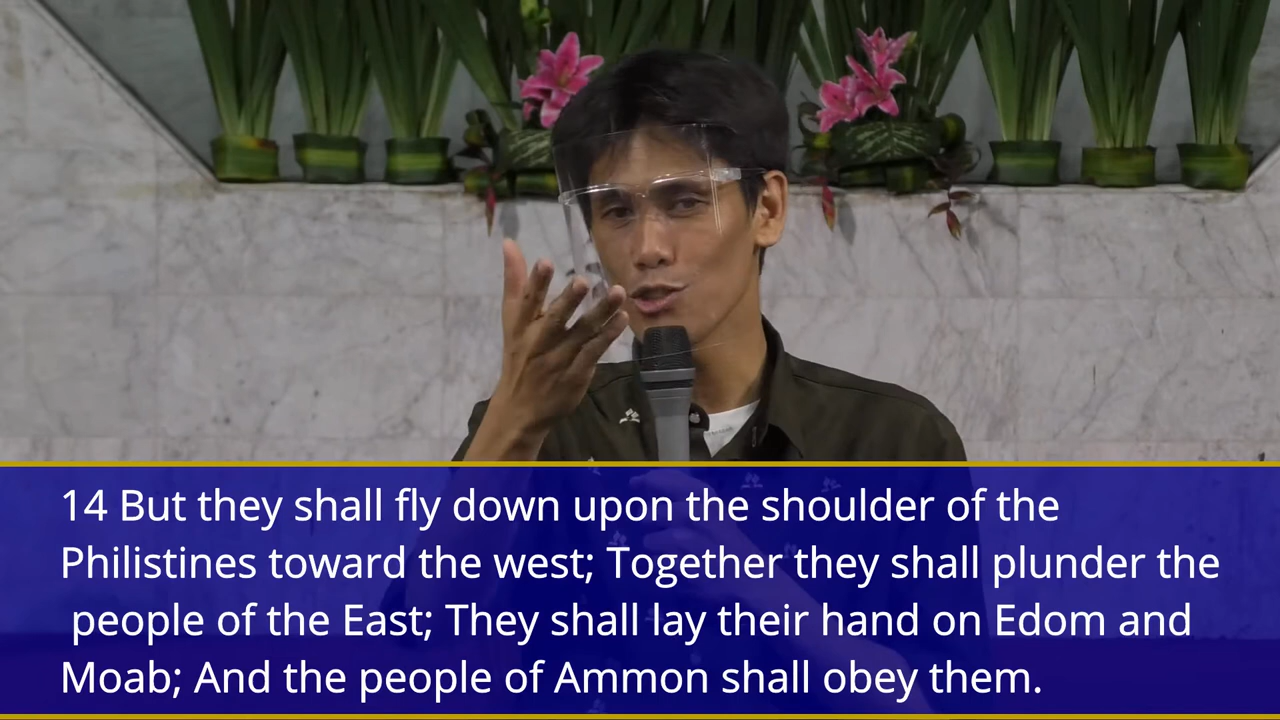 14 But they shall fly down upon the shoulder of the
Philistines toward the west; Together they shall plunder the
people of the East; They shall lay their hand on Edom and
Moab; And the people of Ammon shall obey them.